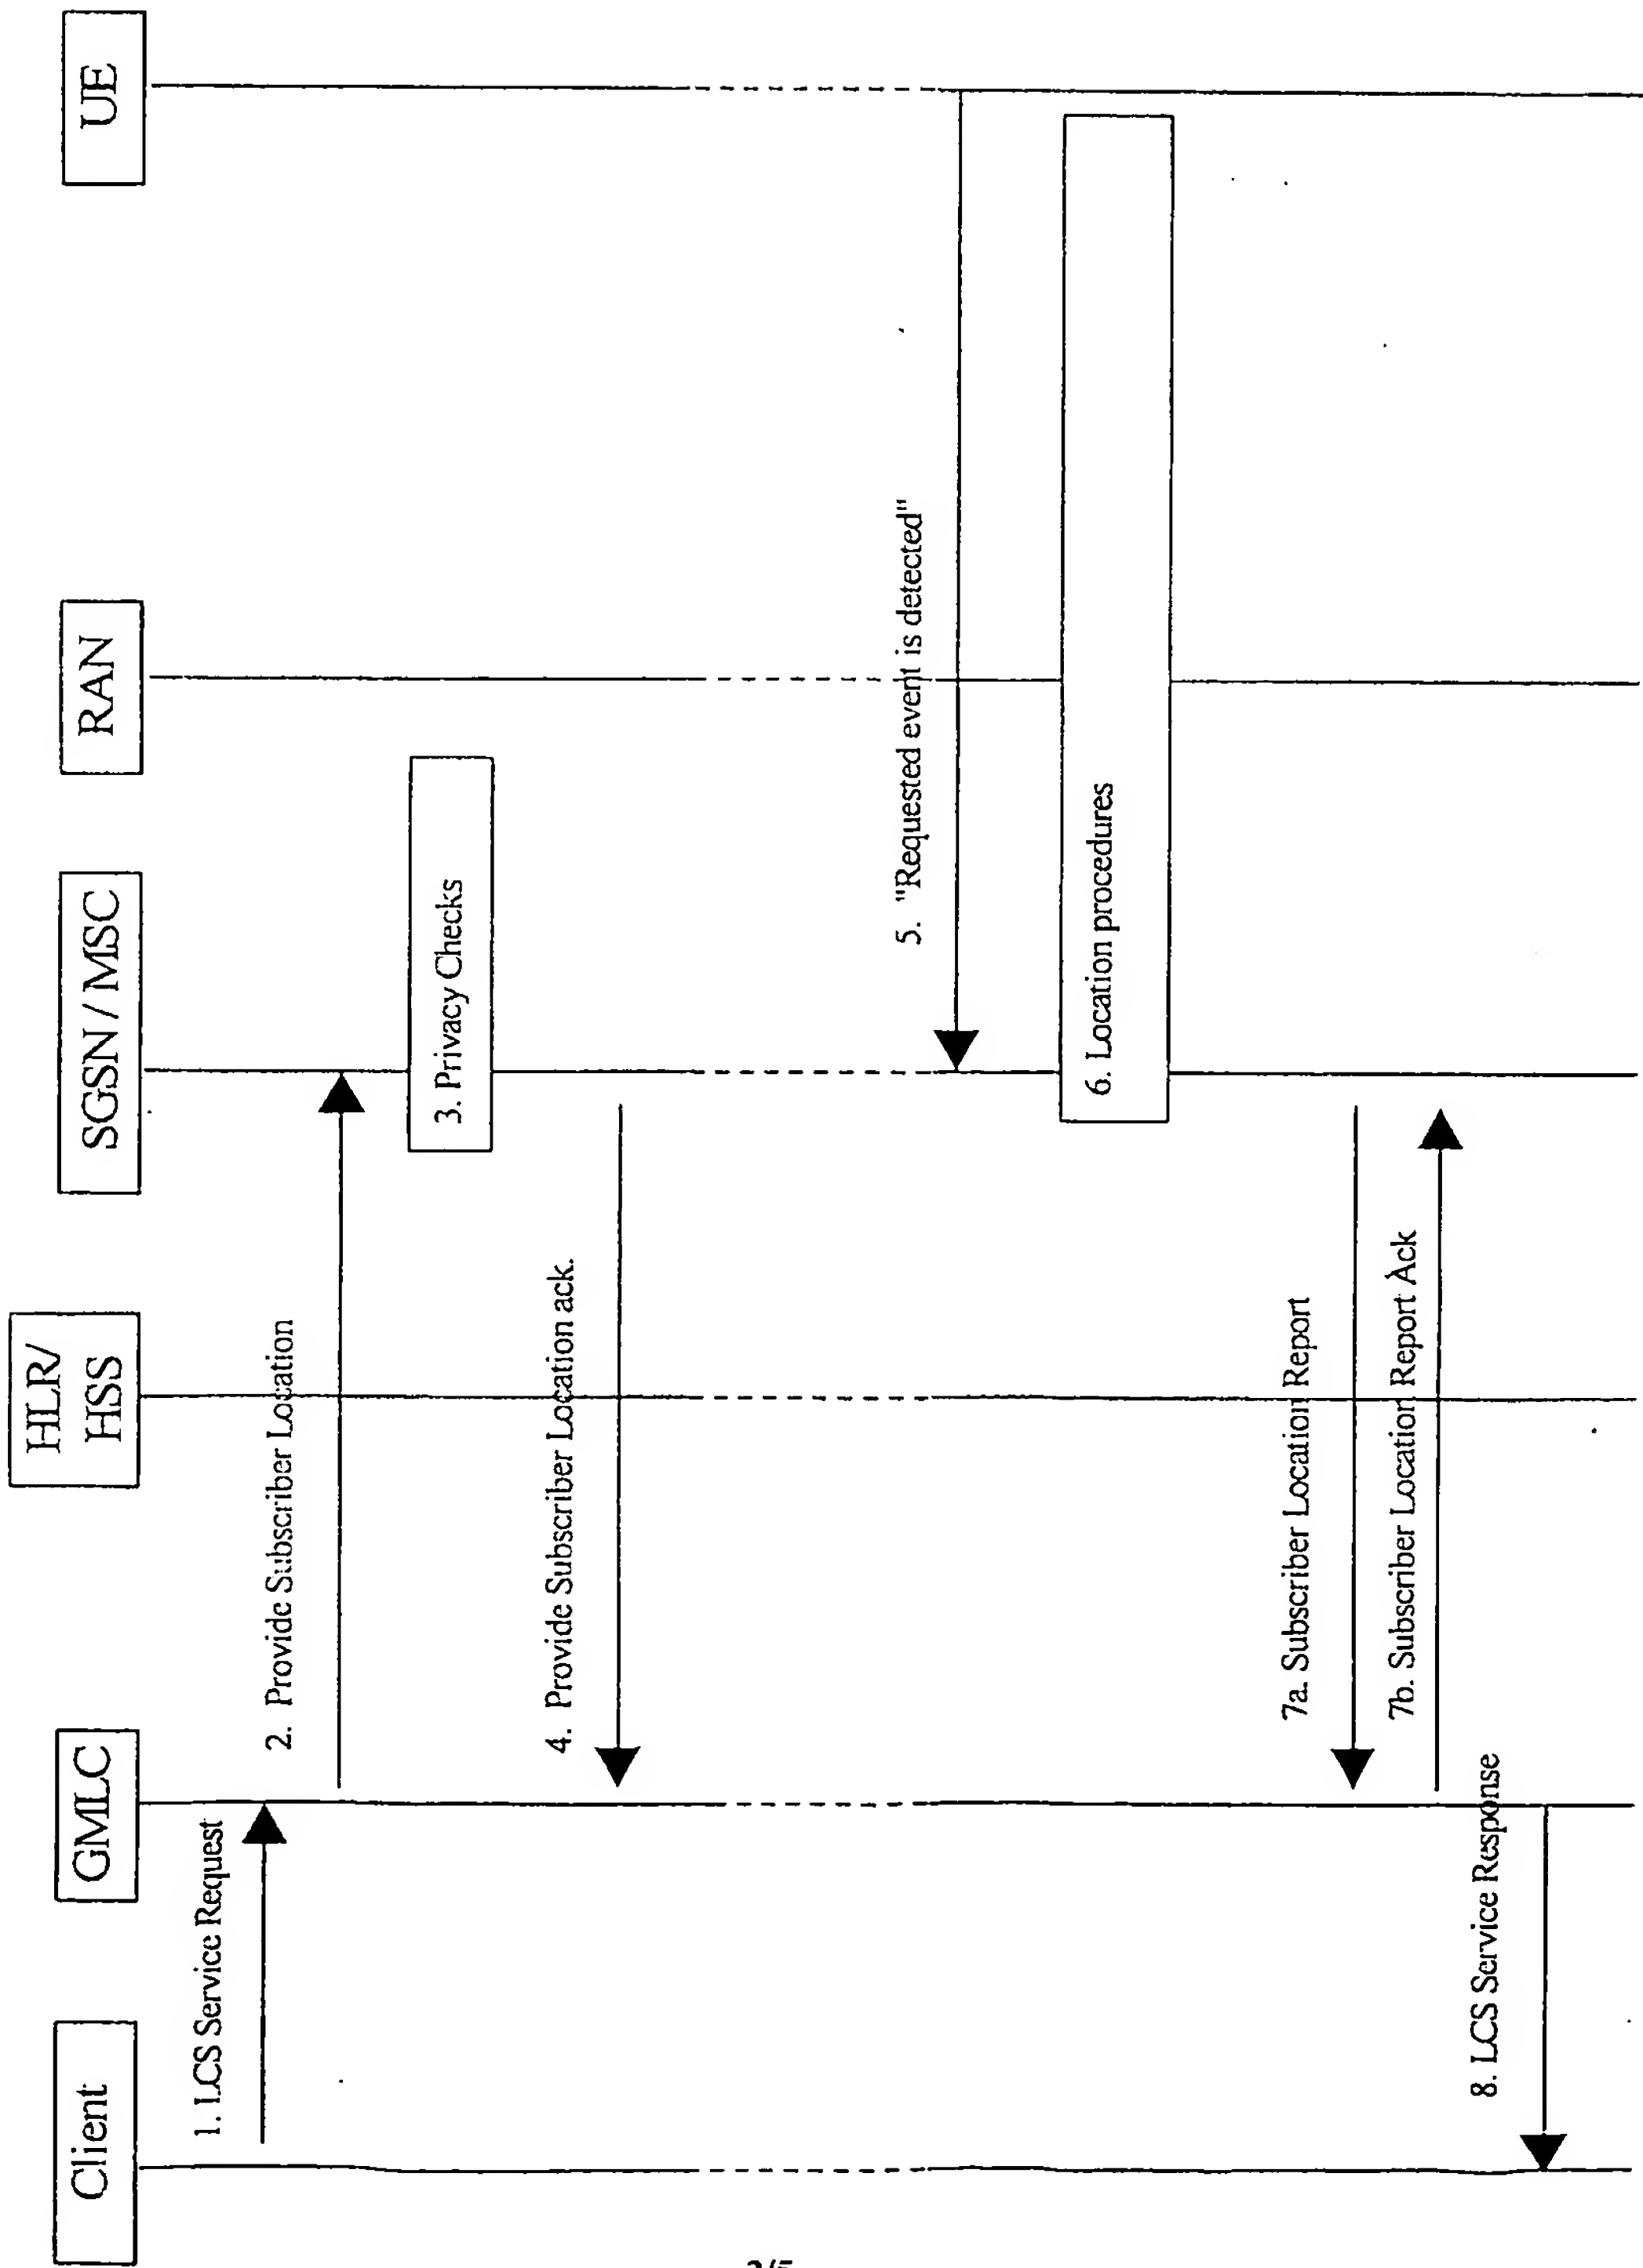 Client
GMLC
HLR/
HSS
SGSN / MSC
RAN
UE
1. LCS Service Request
2. Provide Subscriber Location
3. Privacy Checks
4. Provide Subscriber Location ack.
5. "Requested event is detected"
6. Location procedures
7a. Subscriber Location Report
7b. Subscriber Location Report Ack
8. LCS Service Response